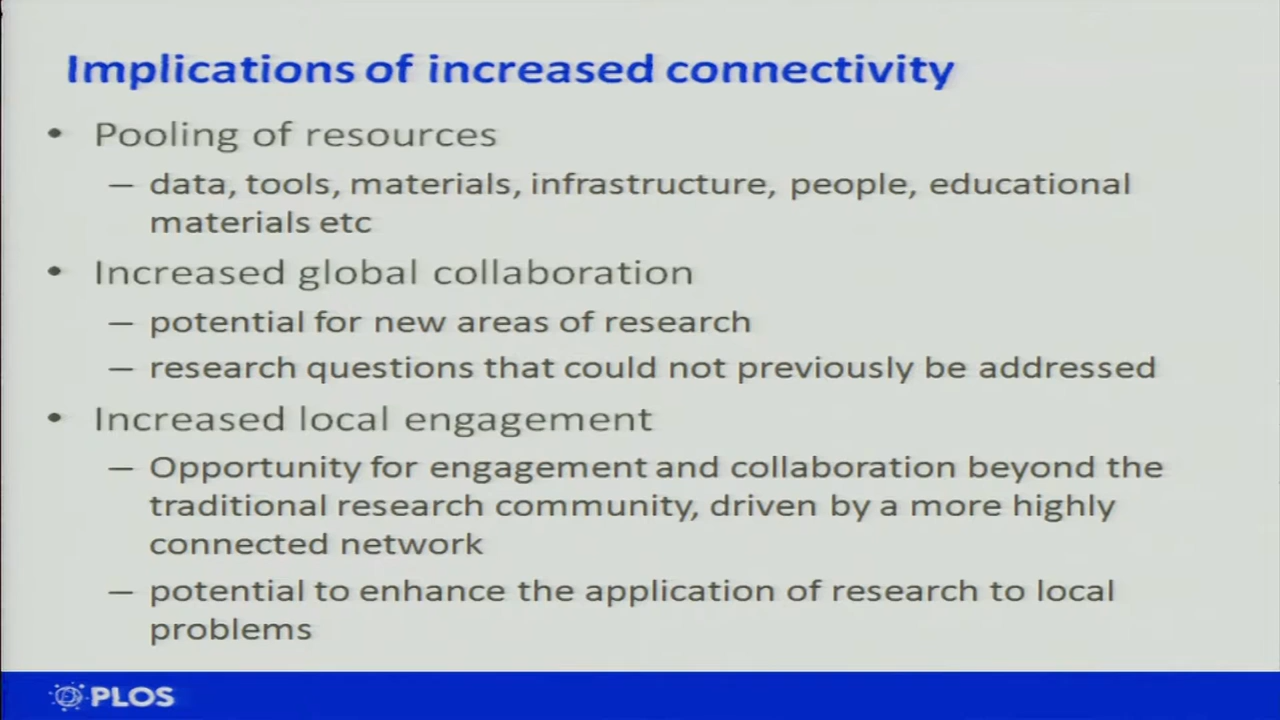 Implications of increased connectivity
• Pooling of resources
– data, tools, materials, infrastructure, people, educational
materials etc
• Increased global collaboration
– potential for new areas of research
– research questions that could not previously be addressed
• Increased local engagement
– Opportunity for engagement and collaboration beyond the
traditional research community, driven by a more highly
connected network
– potential to enhance the application of research to local
problems
PLOS